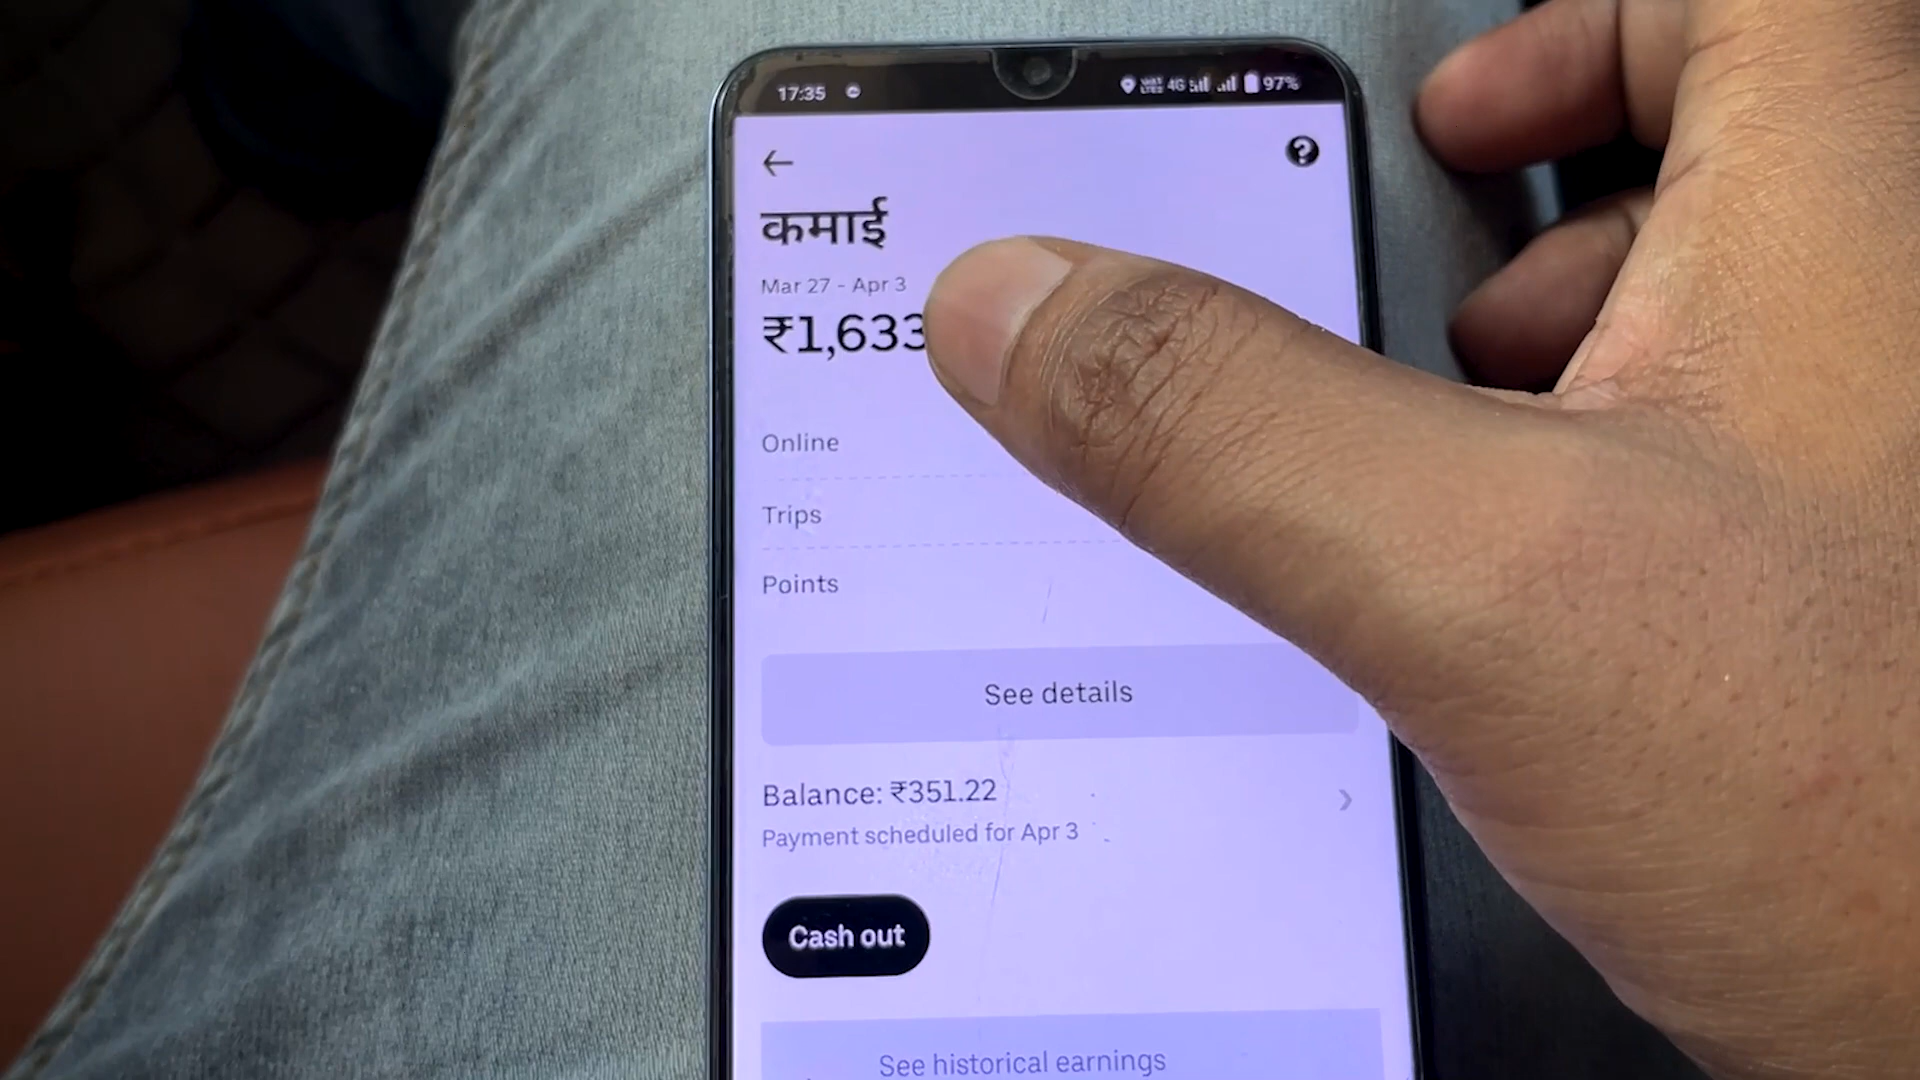 17:35 4G 97%
कमाई
Mar 27 - Apr 3
₹1,633
Online
Trips
Points
See details
Balance: ₹351.22
Payment scheduled for Apr 3
Cash out
See historical earnings